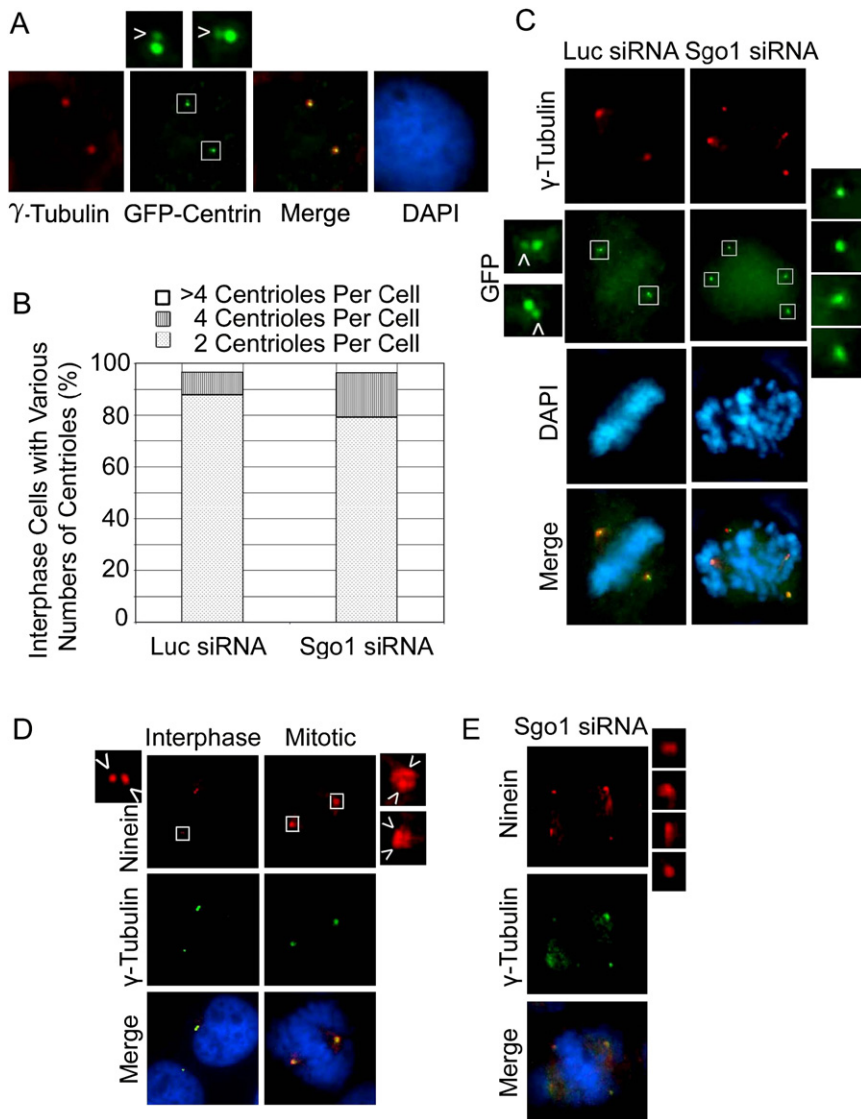 A
γ-Tubulin GFP-Centrin Merge DAPI
B
>4 Centrioles Per Cell
4 Centrioles Per Cell
2 Centrioles Per Cell
Interphase Cells with Various
Numbers of Centrioles (%)
100
80
60
40
20
0
Luc siRNA Sgo1 siRNA
C
Luc siRNA Sgo1 siRNA
γ-Tubulin
GFP
DAPI
Merge
D
Interphase Mitotic
Ninein
γ-Tubulin
Merge
E
Sgo1 siRNA
Ninein
γ-Tubulin
Merge